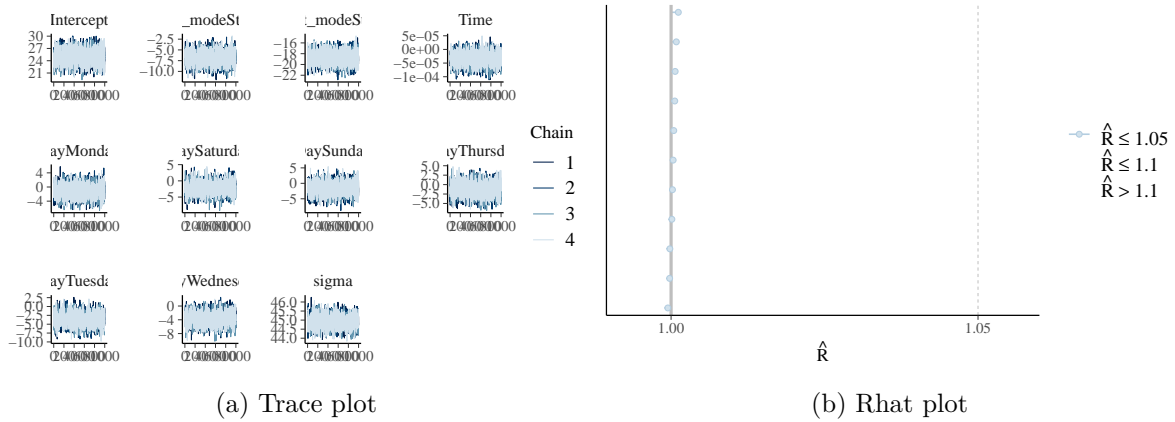 (Intercept)
_modeSt
t_modeS
Time
30
27
24
21
−2.5
−5.0
−7.5
−10.0
−16
−18
−20
−22
5e−05
0e+00
−5e−05
−1e−04
ayMonda
aySaturda
aySunda
ayThursd
4
0
−4
5
0
−5
5
0
−5
5.0
2.5
0.0
−2.5
−5.0
ayTuesda
yWednes
sigma
2.5
0.0
−2.5
−5.0
−7.5
−10.0
0
−4
−8
46.0
45.5
45.0
44.5
44.0
Chain
1
2
3
4
(a) Trace plot
R̂ ≤ 1.05
R̂ ≤ 1.1
R̂ > 1.1
1.00
1.05
R̂
(b) Rhat plot